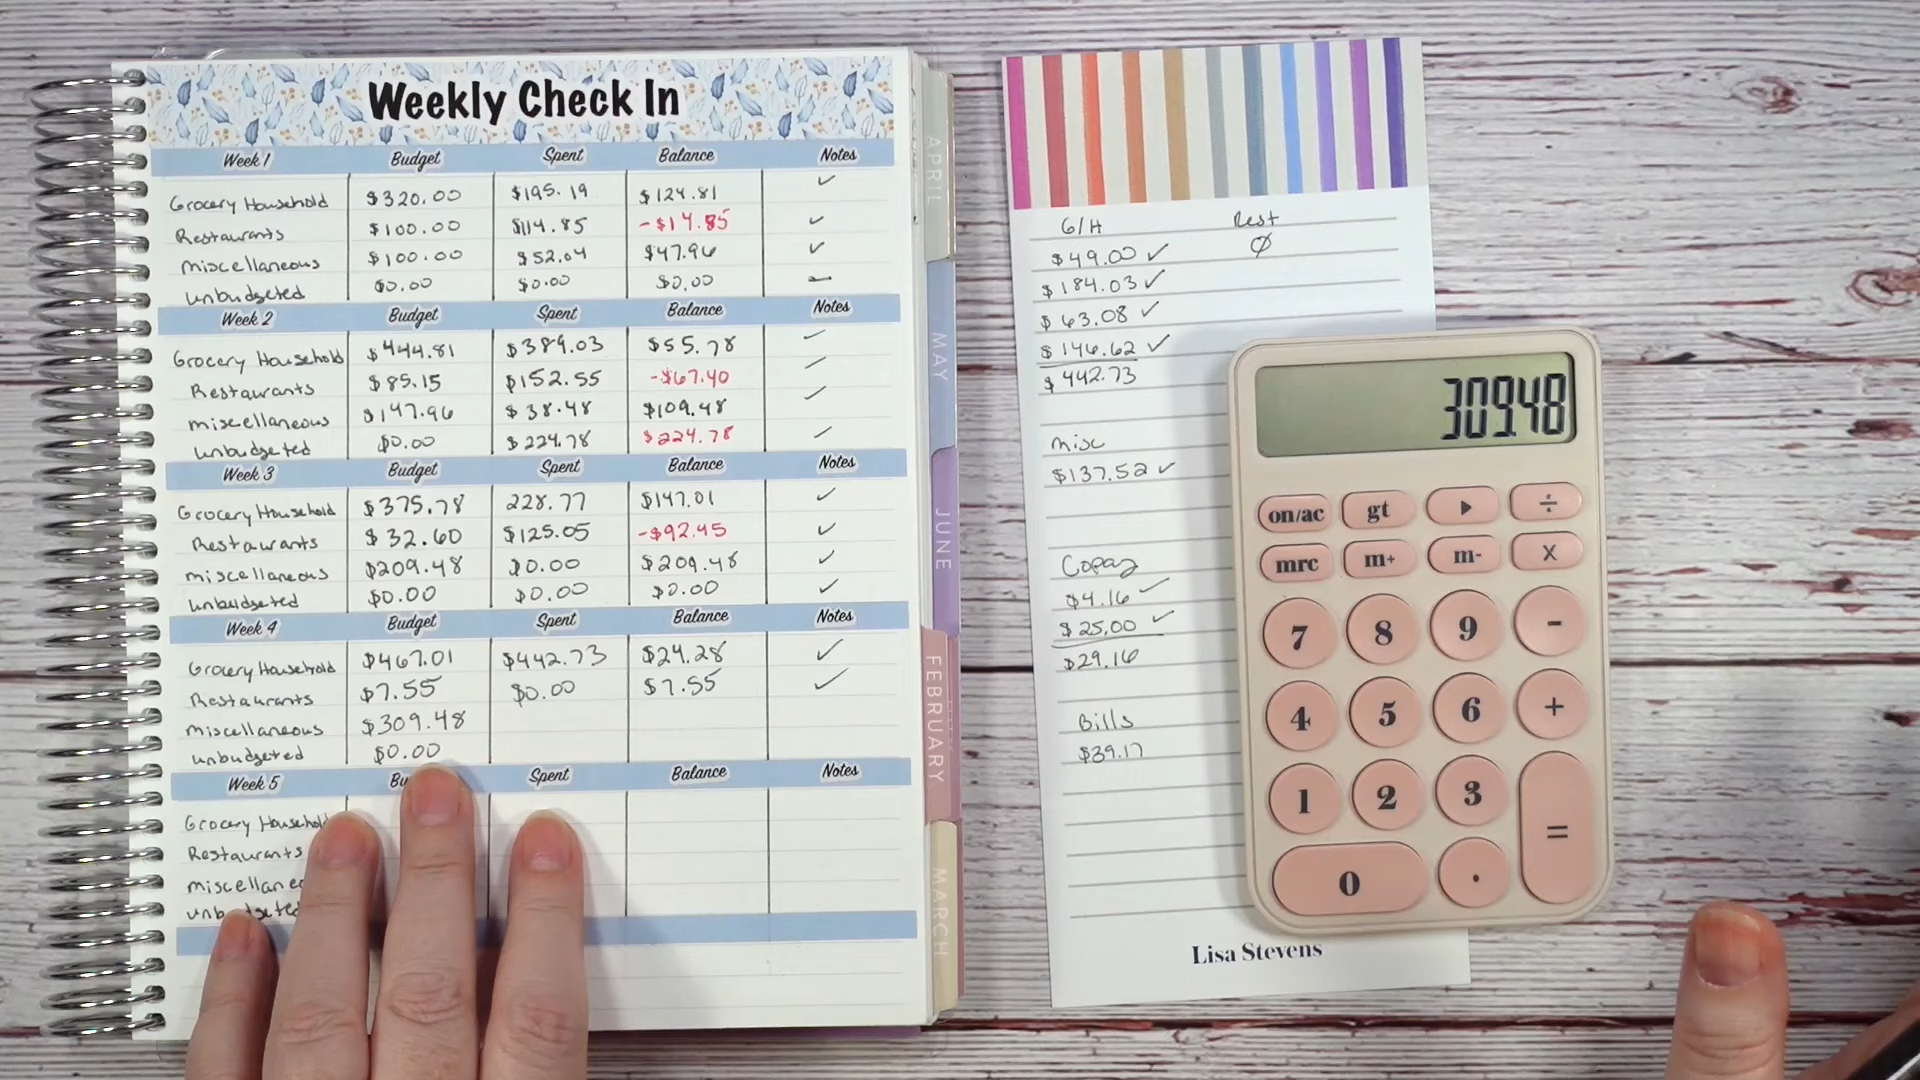 Weekly Check In
Week 1 Budget Spent Balance Notes
Grocery Household $320.00 $195.19 $124.81 ✓
Restaurants $100.00 $114.85 -$14.85 ✓
miscellaneous $100.00 $52.04 $47.96 ✓
unbudgeted $0.00 $0.00 $0.00
Week 2 Budget Spent Balance Notes
Grocery Household $444.81 $389.03 $55.78
Restaurants $85.15 $152.55 -$67.40
miscellaneous $147.96 $38.48 $109.48
unbudgeted $0.00 $224.78 $224.78 ✓
Week 3 Budget Spent Balance Notes
Grocery Household $375.78 228.77 $147.01 ✓
Restaurants $32.60 $125.05 -$92.45 ✓
miscellaneous $209.48 $0.00 $209.48 ✓
unbudgeted $0.00 $0.00 $0.00 ✓
Week 4 Budget Spent Balance Notes
Grocery Household $467.01 $442.73 $24.28 ✓
Restaurants $7.55 $0.00 $7.55 ✓
miscellaneous $309.48
unbudgeted $0.00
Week 5 Bu Spent Balance Notes
Grocery Househol
Restaurants
miscellane
APRIL
MAY
JUNE
FEBRUARY
MARCH
G/H Rest
$49.00 ✓ Ø
$184.03 ✓
$63.08 ✓
$146.62 ✓
$442.73
misc
$137.52 ✓
Copay
$4.16 ✓
$25.00 ✓
$29.16
Bills
$39.17
Lisa Stevens
309.48
on/ac gt ▶ ÷
mrc m+ m- X
7 8 9 -
4 5 6 +
1 2 3 =
0 .